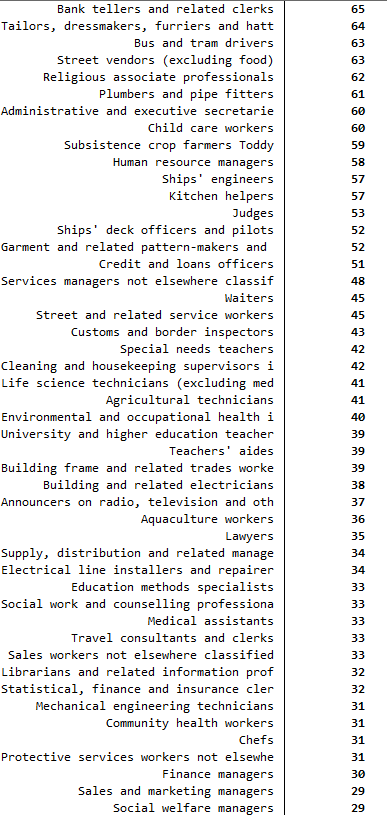 Bank tellers and related clerks 65
Tailors, dressmakers, furriers and hatt 64
Bus and tram drivers 63
Street vendors (excluding food) 63
Religious associate professionals 62
Plumbers and pipe fitters 61
Administrative and executive secretarie 60
Child care workers 60
Subsistence crop farmers Toddy 59
Human resource managers 58
Ships' engineers 57
Kitchen helpers 57
Judges 53
Ships' deck officers and pilots 52
Garment and related pattern-makers and 52
Credit and loans officers 51
Services managers not elsewhere classif 48
Waiters 45
Street and related service workers 45
Customs and border inspectors 43
Special needs teachers 42
Cleaning and housekeeping supervisors i 42
Life science technicians (excluding med 41
Agricultural technicians 41
Environmental and occupational health i 40
University and higher education teacher 39
Teachers' aides 39
Building frame and related trades worke 39
Building and related electricians 38
Announcers on radio, television and oth 37
Aquaculture workers 36
Lawyers 35
Supply, distribution and related manage 34
Electrical line installers and repairer 34
Education methods specialists 33
Social work and counselling professiona 33
Medical assistants 33
Travel consultants and clerks 33
Sales workers not elsewhere classified 33
Librarians and related information prof 32
Statistical, finance and insurance cler 32
Mechanical engineering technicians 31
Community health workers 31
Chefs 31
Protective services workers not elsewhe 31
Finance managers 30
Sales and marketing managers 29
Social welfare managers 29